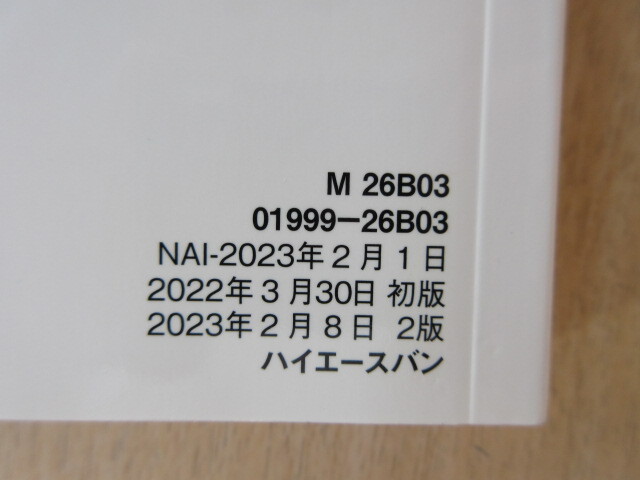 M 26B03
01999－26B03
NAI-2023年2月1日
2022年3月30日 初版
2023年2月8日 2版
ハイエースバン